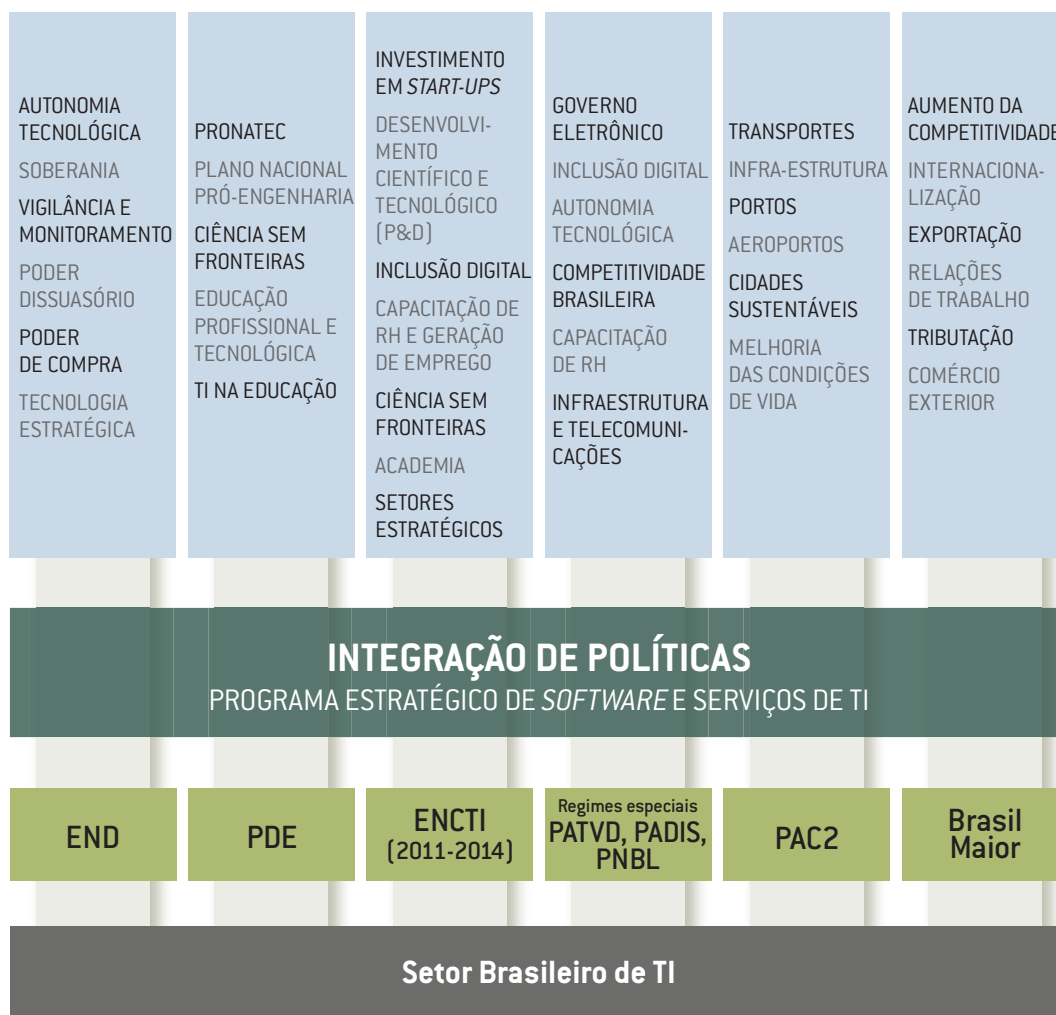 AUTONOMIA
TECNOLÓGICA
SOBERANIA
VIGILÂNCIA E
MONITORAMENTO
PODER
DISSUASÓRIO
PODER
DE COMPRA
TECNOLOGIA
ESTRATÉGICA
PRONATEC
PLANO NACIONAL
PRÓ-ENGENHARIA
CIÊNCIA SEM
FRONTEIRAS
EDUCAÇÃO
PROFISSIONAL E
TECNOLÓGICA
TI NA EDUCAÇÃO
INVESTIMENTO
EM START-UPS
DESENVOLVI-
MENTO
CIENTÍFICO E
TECNOLÓGICO
(P&D)
INCLUSÃO DIGITAL
CAPACITAÇÃO DE
RH E GERAÇÃO
DE EMPREGO
CIÊNCIA SEM
FRONTEIRAS
ACADEMIA
SETORES
ESTRATÉGICOS
GOVERNO
ELETRÔNICO
INCLUSÃO DIGITAL
AUTONOMIA
TECNOLÓGICA
COMPETITIVIDADE
BRASILEIRA
CAPACITAÇÃO
DE RH
INFRAESTRUTURA
E TELECOMUNI-
CAÇÕES
TRANSPORTES
INFRA-ESTRUTURA
PORTOS
AEROPORTOS
CIDADES
SUSTENTÁVEIS
MELHORIA
DAS CONDIÇÕES
DE VIDA
AUMENTO DA
COMPETITIVIDADE
INTERNACIONA-
LIZAÇÃO
EXPORTAÇÃO
RELAÇÕES
DE TRABALHO
TRIBUTAÇÃO
COMÉRCIO
EXTERIOR
INTEGRAÇÃO DE POLÍTICAS
PROGRAMA ESTRATÉGICO DE SOFTWARE E SERVIÇOS DE TI
END
PDE
ENCTI
(2011-2014)
Regimes especiais
PATVD, PADIS,
PNBL
PAC2
Brasil
Maior
Setor Brasileiro de TI